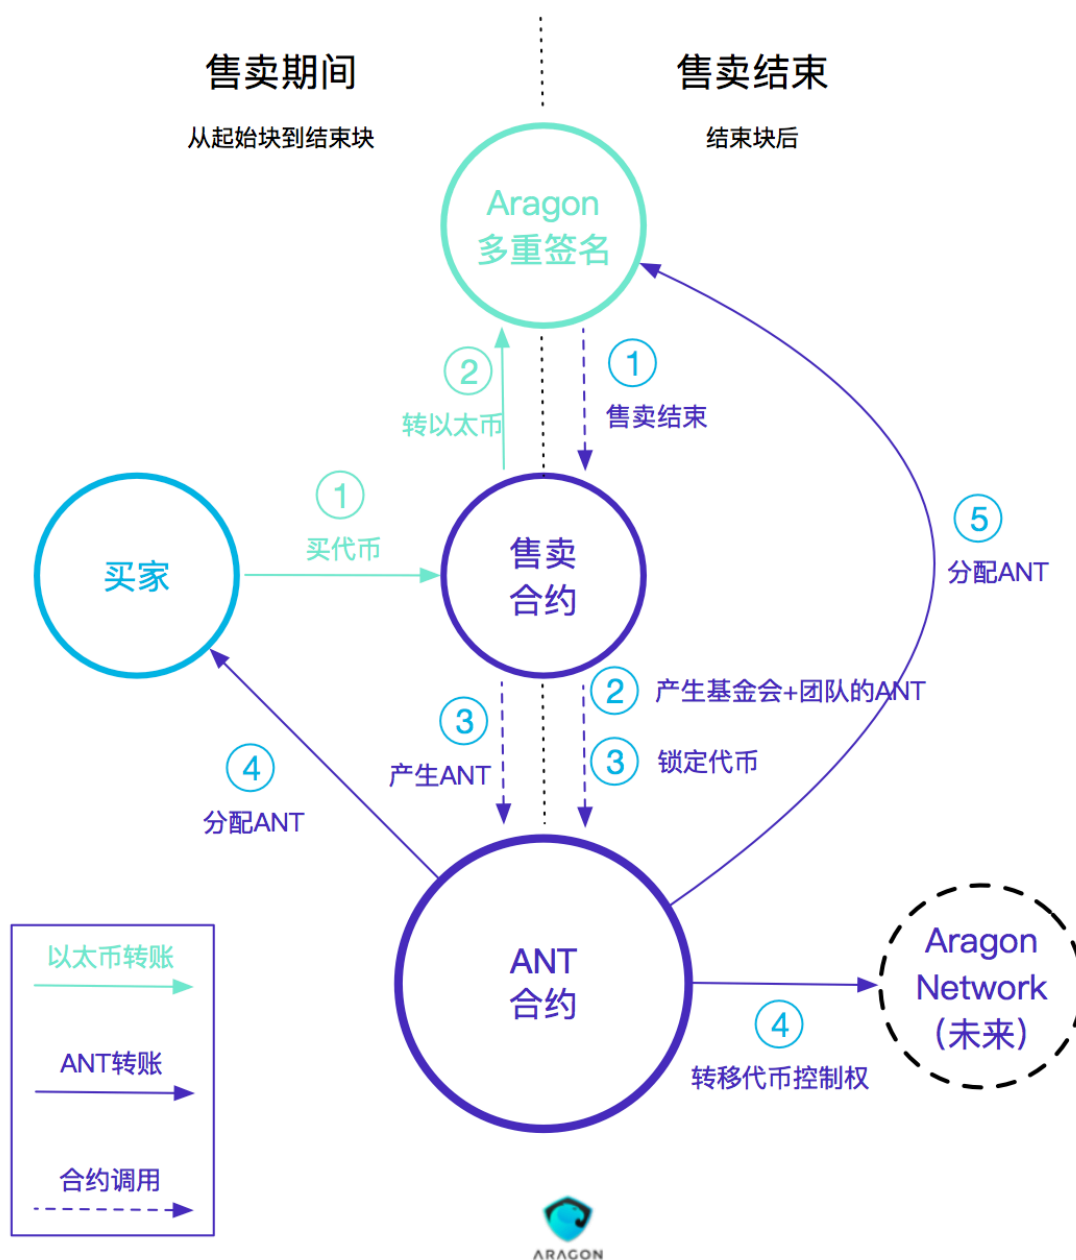 售卖期间
售卖结束
从起始块到结束块
结束块后
Aragon
多重签名
②
转以太币
①
售卖结束
①
买代币
买家
售卖
合约
⑤
分配ANT
② 产生基金会+团队的ANT
③
产生ANT
③ 锁定代币
④
分配ANT
ANT
合约
Aragon
Network
(未来)
④
转移代币控制权
以太币转账
ANT转账
合约调用
ARAGON